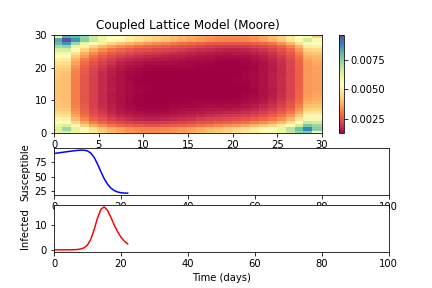 Coupled Lattice Model (Moore)
30
20
10
0
0 5 10 15 20 25 30
0.0075
0.0050
0.0025
Susceptible
75
50
25
0 20 40 60 80 100
Infected
10
0
0 20 40 60 80 100
Time (days)